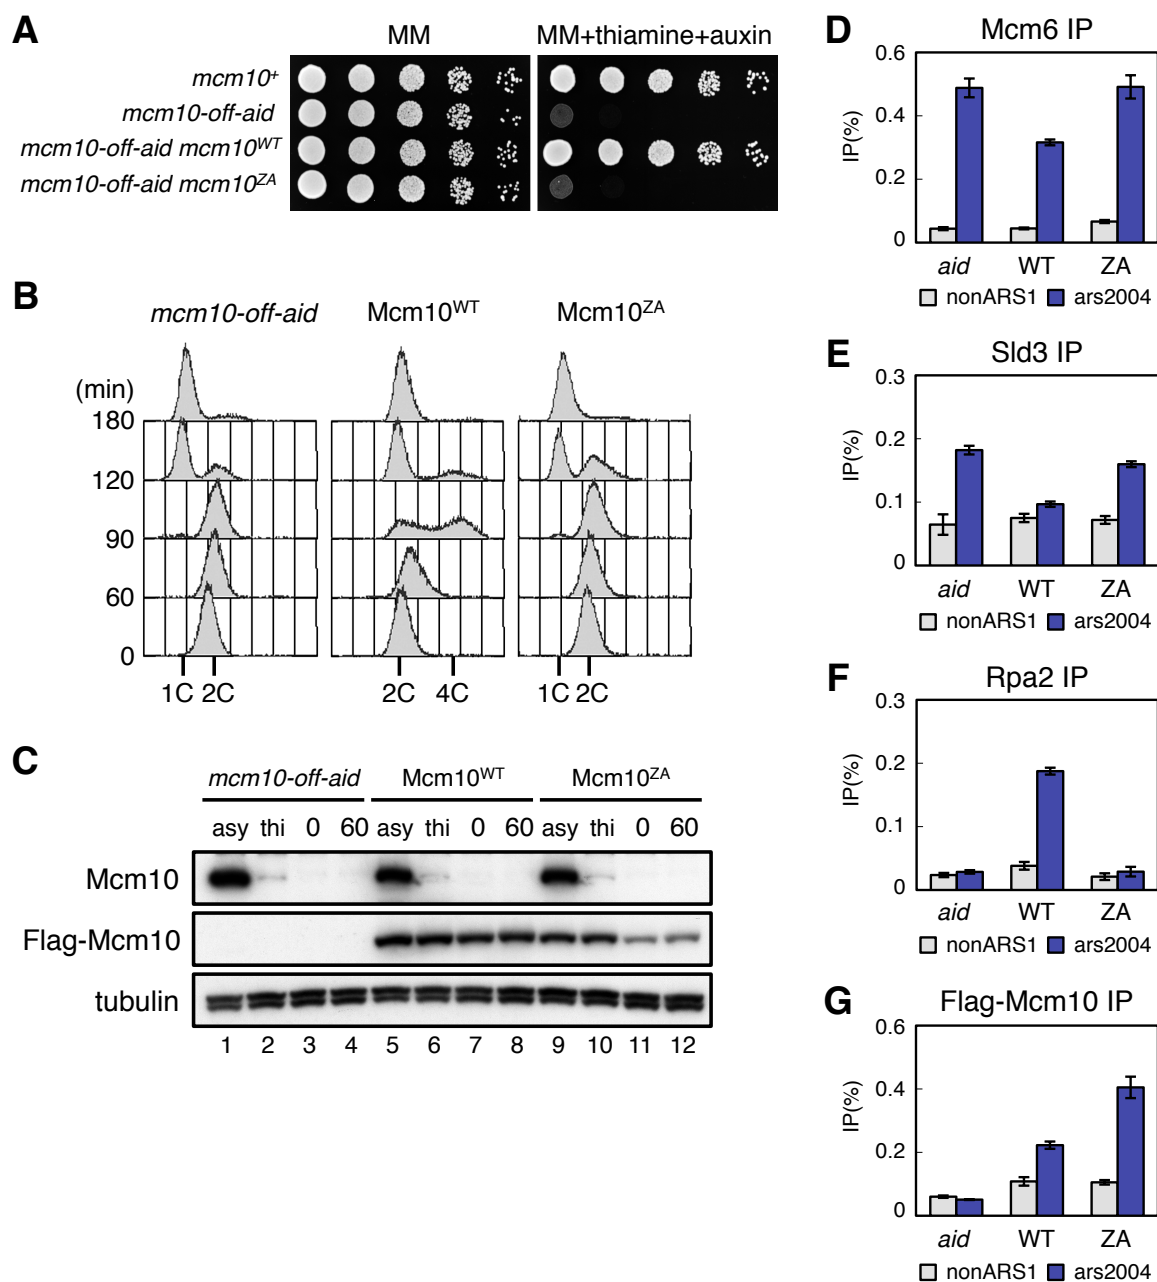 A
MM
MM+thiamine+auxin
mcm10+
mcm10-off-aid
mcm10-off-aid mcm10WT
mcm10-off-aid mcm10ZA
B
mcm10-off-aid
Mcm10WT
Mcm10ZA
(min)
180
120
90
60
0
1C 2C
2C 4C
1C 2C
C
mcm10-off-aid
Mcm10WT
Mcm10ZA
asy thi 0 60 asy thi 0 60 asy thi 0 60
Mcm10
Flag-Mcm10
tubulin
1 2 3 4 5 6 7 8 9 10 11 12
D
Mcm6 IP
IP(%)
0.6
0.4
0.2
0
aid WT ZA
nonARS1 ars2004
E
Sld3 IP
IP(%)
0.3
0.2
0.1
0
aid WT ZA
nonARS1 ars2004
F
Rpa2 IP
IP(%)
0.3
0.2
0.1
0
aid WT ZA
nonARS1 ars2004
G
Flag-Mcm10 IP
IP(%)
0.6
0.4
0.2
0
aid WT ZA
nonARS1 ars2004